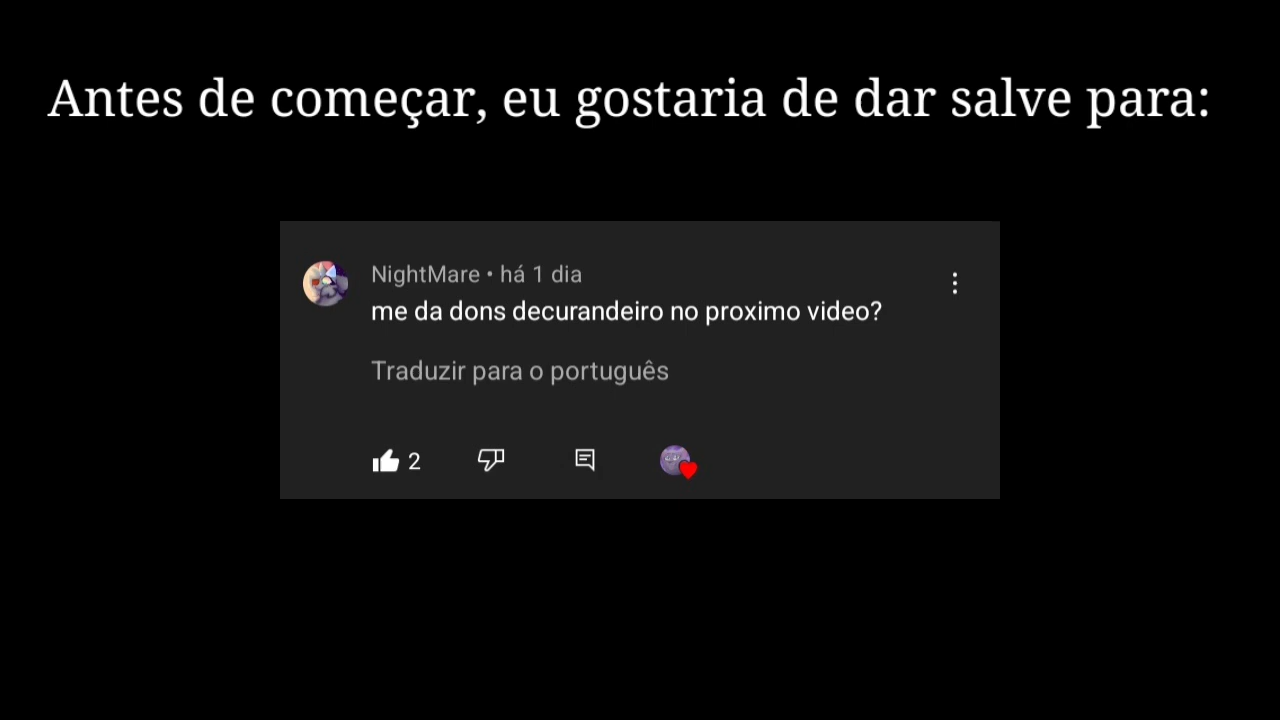 Antes de começar, eu gostaria de dar salve para:
NightMare • há 1 dia
me da dons decurandeiro no proximo video?
Traduzir para o português
2